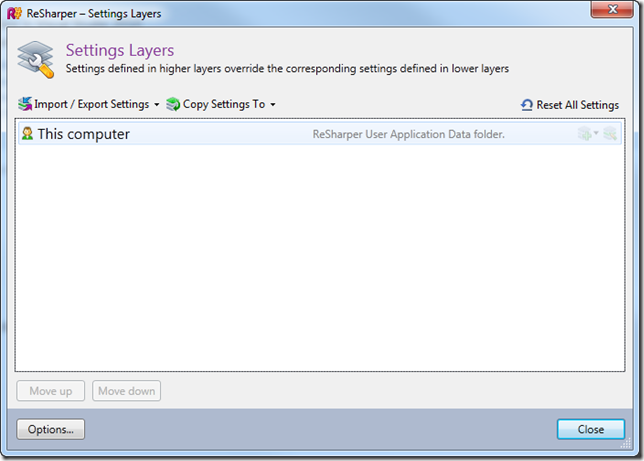 ReSharper – Settings Layers
Settings Layers
Settings defined in higher layers override the corresponding settings defined in lower layers
Import / Export Settings
Copy Settings To
Reset All Settings
This computer
ReSharper User Application Data folder.
Move up
Move down
Options...
Close